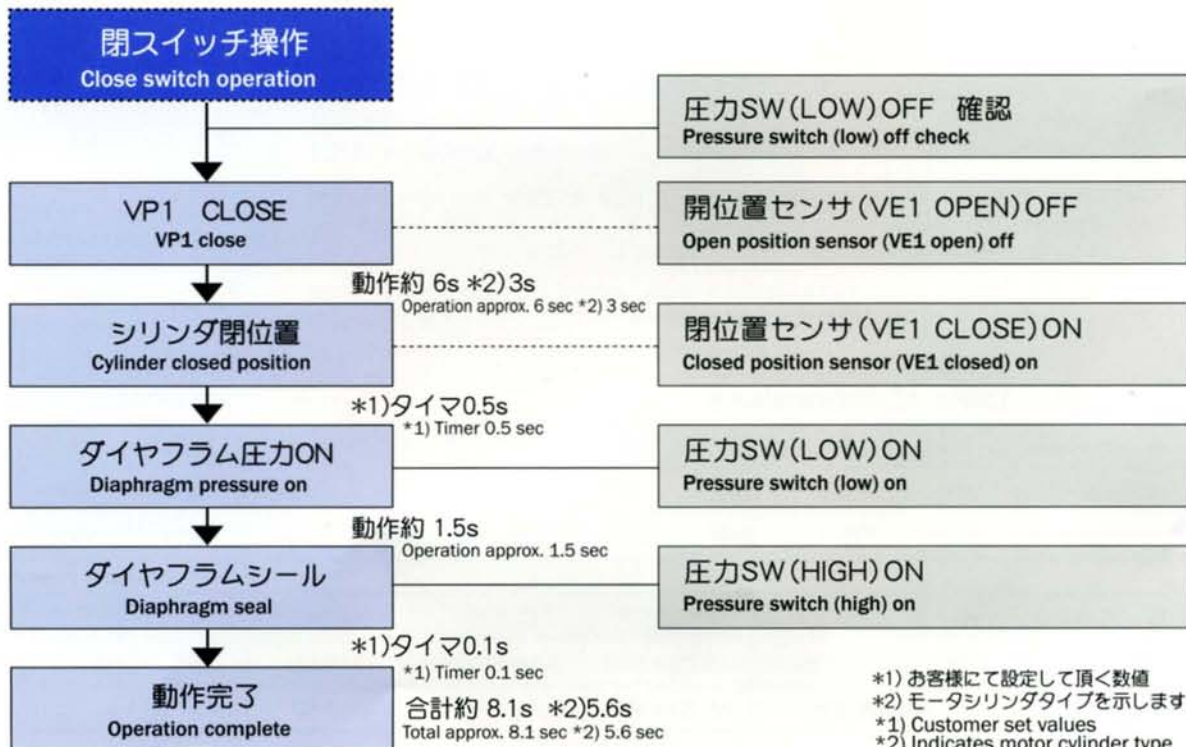 閉スイッチ操作
Close switch operation
圧力SW(LOW)OFF 確認
Pressure switch (low) off check
VP1 CLOSE
VP1 close
開位置センサ(VE1 OPEN)OFF
Open position sensor (VE1 open) off
動作約 6s *2)3s
Operation approx. 6 sec *2) 3 sec
シリンダ閉位置
Cylinder closed position
閉位置センサ(VE1 CLOSE)ON
Closed position sensor (VE1 closed) on
*1)タイマ0.5s
*1) Timer 0.5 sec
ダイヤフラム圧力ON
Diaphragm pressure on
圧力SW(LOW)ON
Pressure switch (low) on
動作約 1.5s
Operation approx. 1.5 sec
ダイヤフラムシール
Diaphragm seal
圧力SW(HIGH)ON
Pressure switch (high) on
*1)タイマ0.1s
*1) Timer 0.1 sec
動作完了
Operation complete
合計約 8.1s *2)5.6s
Total approx. 8.1 sec *2) 5.6 sec
*1) お客様にて設定して頂く数値
*2) モータシリンダタイプを示します
*1) Customer set values
*2) Indicates motor cylinder type